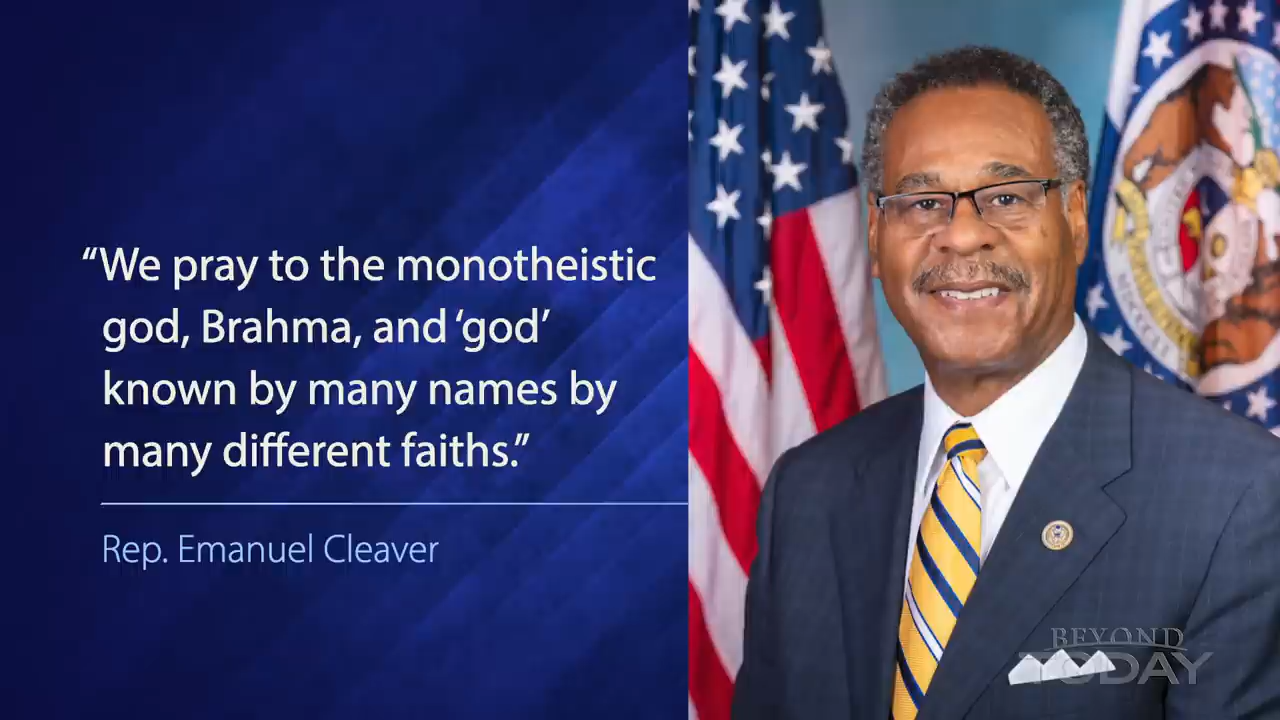 “We pray to the monotheistic
god, Brahma, and ‘god’
known by many names by
many different faiths.”
Rep. Emanuel Cleaver
BEYOND
TODAY